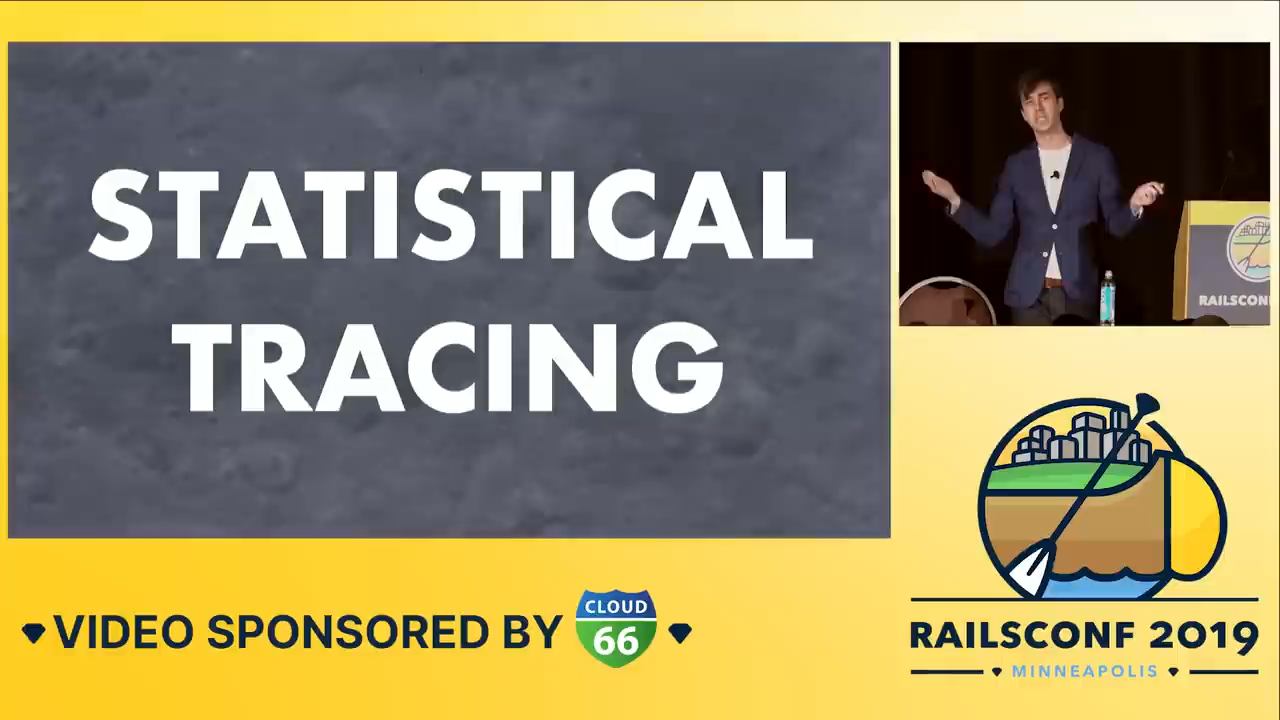 STATISTICAL
TRACING
RAILSCON
VIDEO SPONSORED BY CLOUD 66
RAILSCONF 2019
MINNEAPOLIS